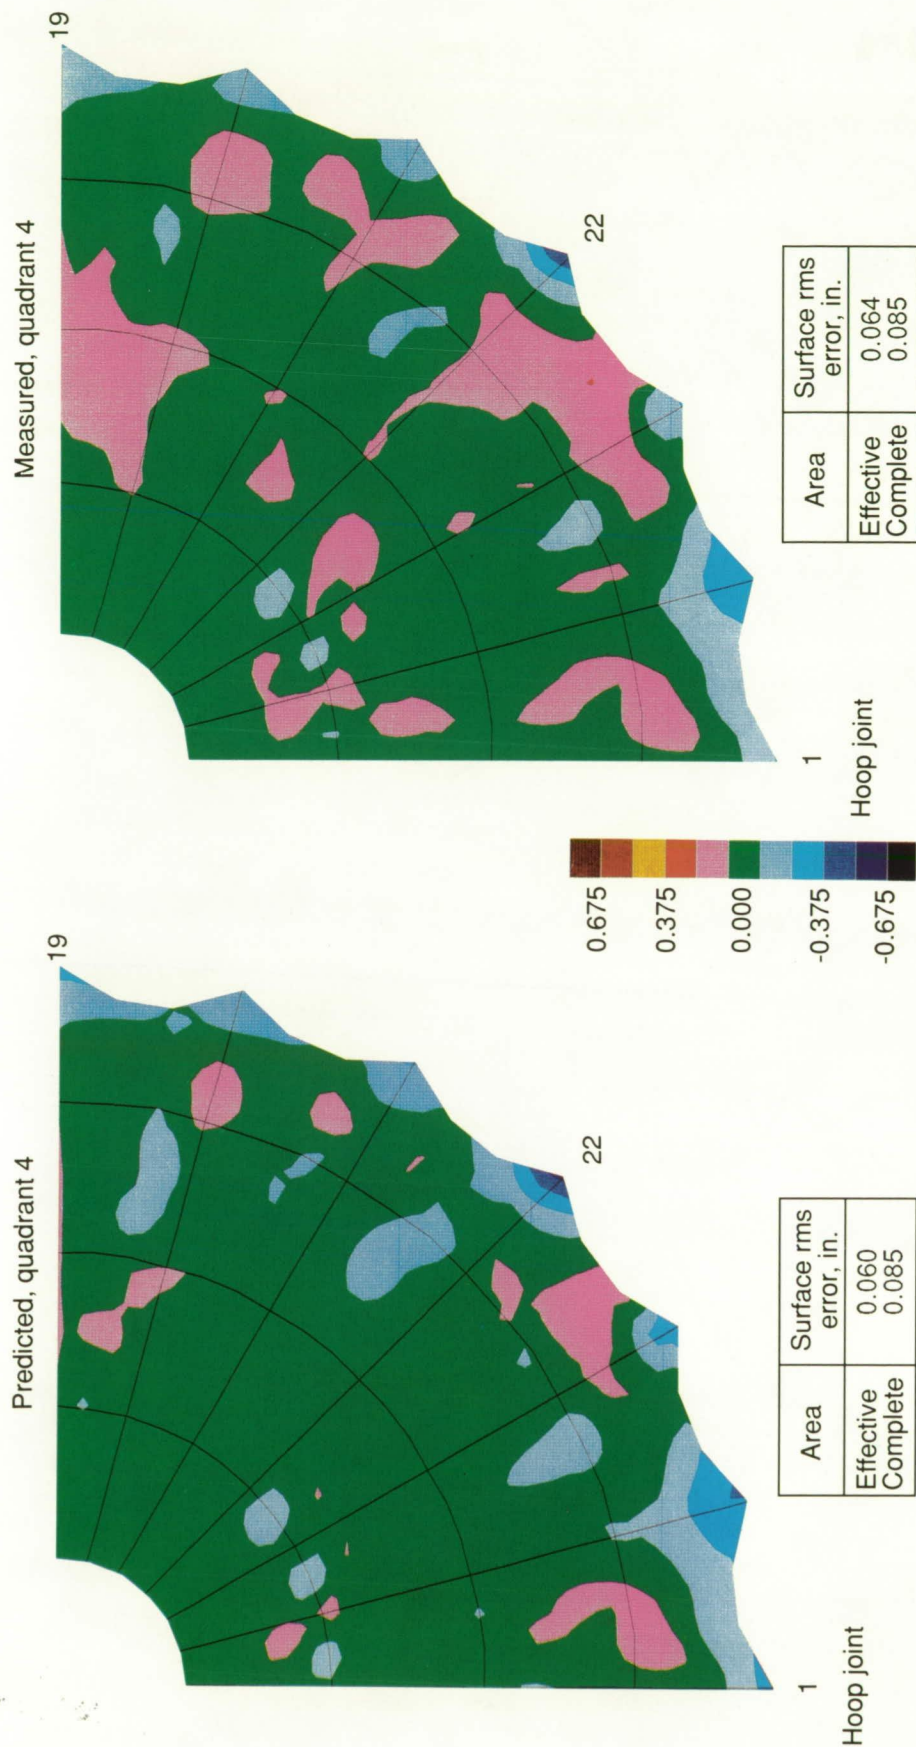 Predicted, quadrant 4
19
22
1
Hoop joint
Area
Surface rms
error, in.
Effective 0.060
Complete 0.085
0.675
0.375
0.000
-0.375
-0.675
Measured, quadrant 4
19
22
1
Hoop joint
Area
Surface rms
error, in.
Effective 0.064
Complete 0.085